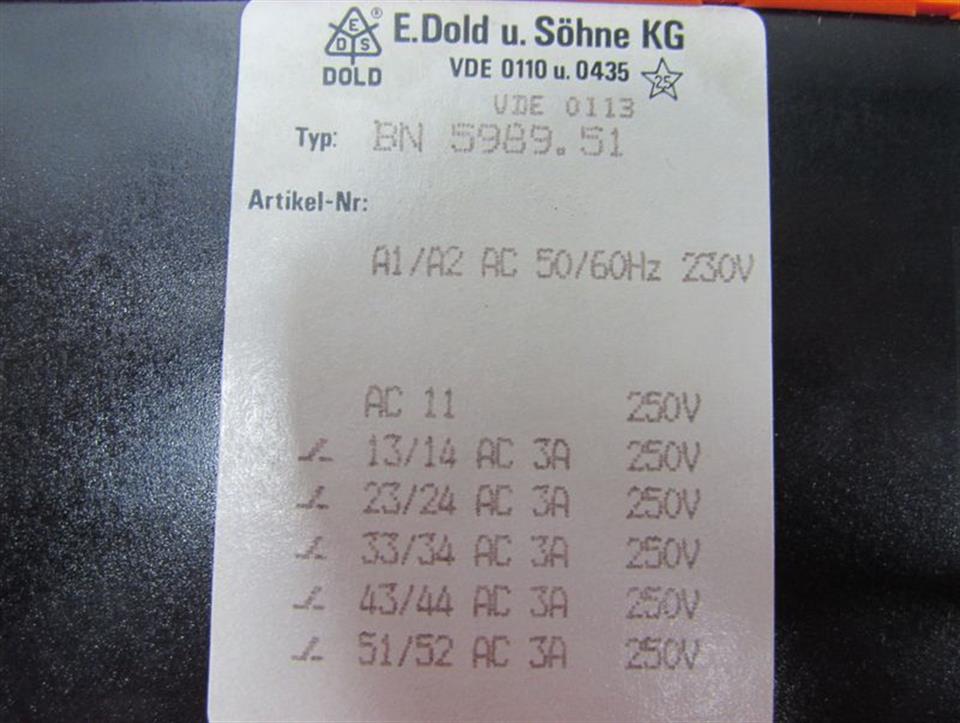 E D S ® E.Dold u. Söhne KG
DOLD VDE 0110 u. 0435 25
VDE 0113
Typ: BN 5989.51
Artikel-Nr:
A1/A2 AC 50/60Hz 230V
AC 11 250V
13/14 AC 3A 250V
23/24 AC 3A 250V
33/34 AC 3A 250V
43/44 AC 3A 250V
51/52 AC 3A 250V